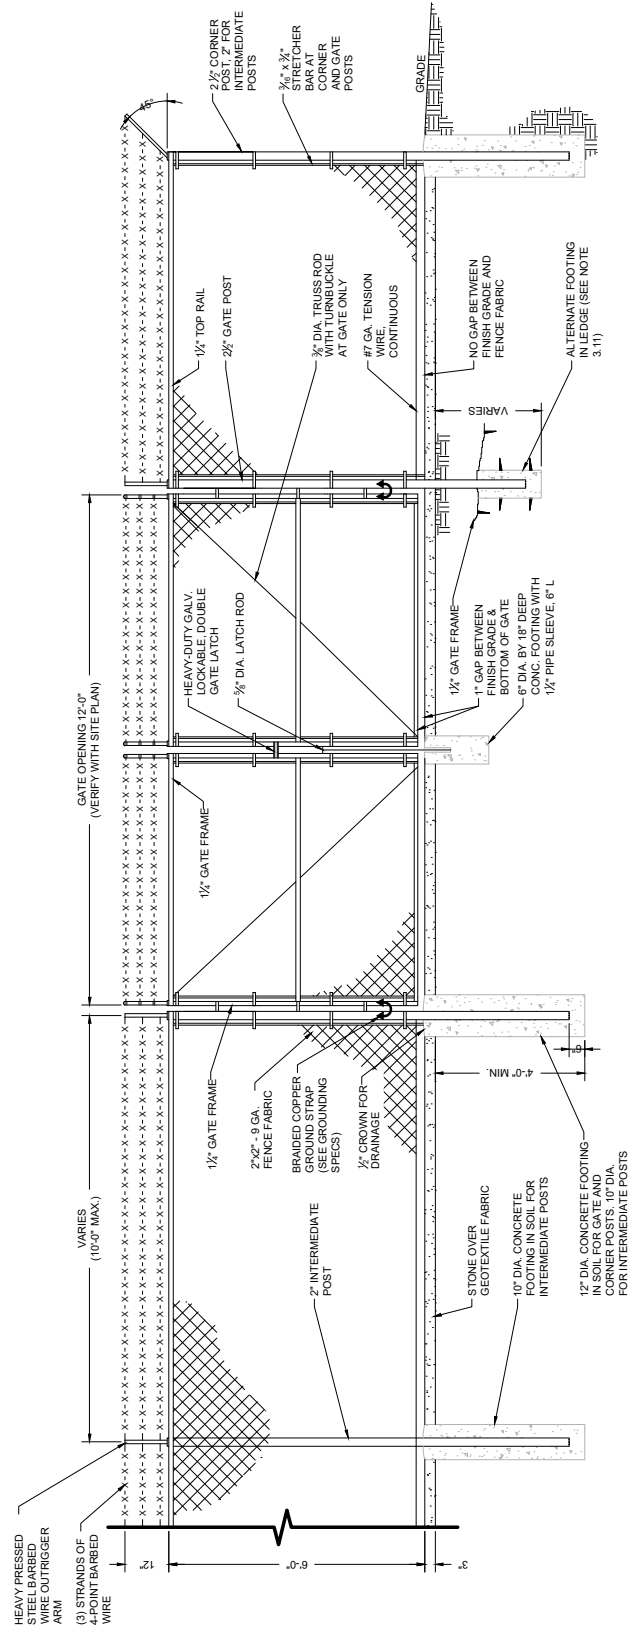 HEAVY PRESSED
STEEL BARBED
WIRE OUTRIGGER
ARM
(3) STRANDS OF
4-POINT BARBED
WIRE
12"
6'-0"
3"
VARIES
(10'-0" MAX.)
2" INTERMEDIATE
POST
STONE OVER
GEOTEXTILE FABRIC
10" DIA. CONCRETE
FOOTING IN SOIL FOR
INTERMEDIATE POSTS
12" DIA. CONCRETE FOOTING
IN SOIL FOR GATE AND
CORNER POSTS. 10" DIA.
FOR INTERMEDIATE POSTS
1¼" GATE FRAME
2"x2" - 9 GA.
FENCE FABRIC
BRAIDED COPPER
GROUND STRAP
(SEE GROUNDING
SPECS)
½" CROWN FOR
DRAINAGE
4'-0" MIN.
6"
GATE OPENING 12'-0"
(VERIFY WITH SITE PLAN)
1¼" GATE FRAME
HEAVY-DUTY GALV.
LOCKABLE, DOUBLE
GATE LATCH
⅝" DIA. LATCH ROD
1¼" GATE FRAME
1" GAP BETWEEN
FINISH GRADE &
BOTTOM OF GATE
6" DIA. BY 18" DEEP
CONC. FOOTING WITH
1¼" PIPE SLEEVE, 6" L
1¼" TOP RAIL
2½" GATE POST
⅜" DIA. TRUSS ROD
WITH TURNBUCKLE
AT GATE ONLY
#7 GA. TENSION
WIRE,
CONTINUOUS
NO GAP BETWEEN
FINISH GRADE AND
FENCE FABRIC
VARIES
ALTERNATE FOOTING
IN LEDGE (SEE NOTE
3.11)
45°
2½" CORNER
POST. 2" FOR
INTERMEDIATE
POSTS
3/16" x ¾"
STRETCHER
BAR AT
CORNER
AND GATE
POSTS
GRADE